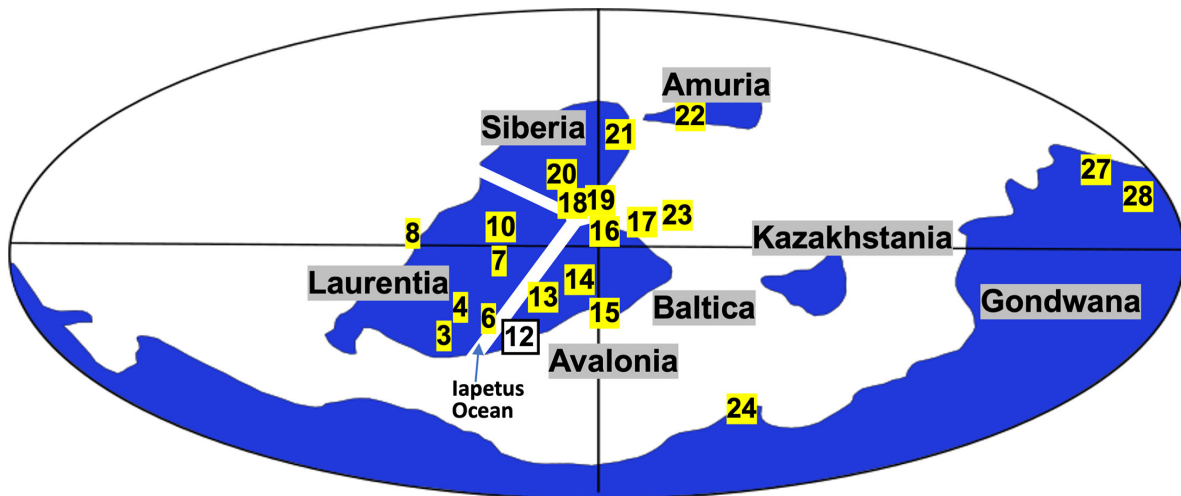 Amuria
22
Siberia
21
20
27
28
18
19
8
10
16
17
23
Kazakhstania
7
Laurentia
14
13
4
6
15
Baltica
Gondwana
3
12
Avalonia
Iapetus
Ocean
24